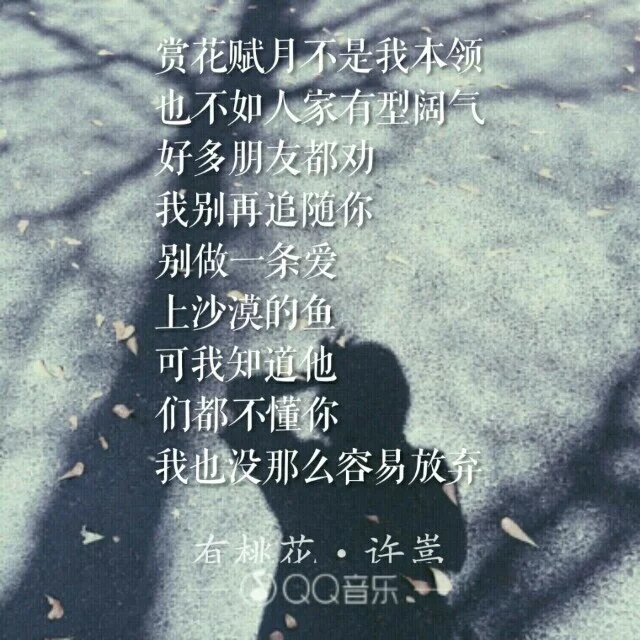 赏花赋月不是我本领
也不如人家有型阔气
好多朋友都劝
我别再追随你
别做一条爱
上沙漠的鱼
可我知道他
们都不懂你
我也没那么容易放弃
有桃花·许嵩
QQ音乐